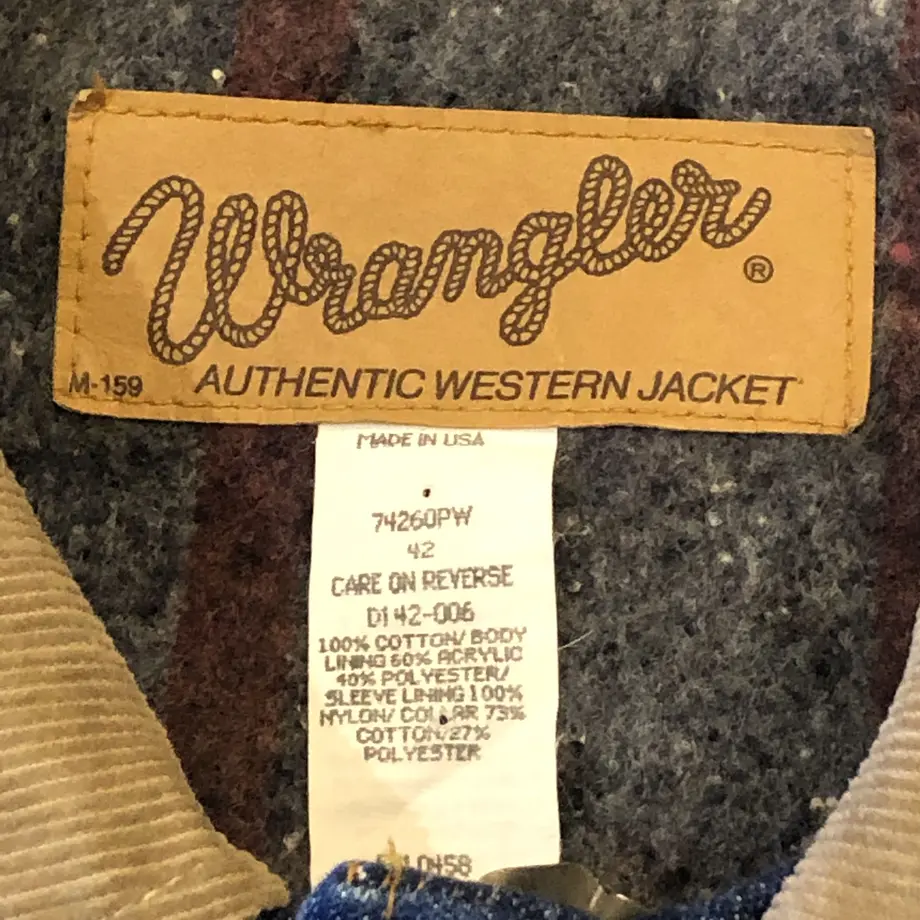 Wrangler
®
M-159 AUTHENTIC WESTERN JACKET
MADE IN USA
74260PW
42
CARE ON REVERSE
D142-006
100% COTTON/ BODY
LINING 60% ACRYLIC
40% POLYESTER/
SLEEVE LINING 100%
NYLON/ COLLAR 73%
COTTON/27%
POLYESTER